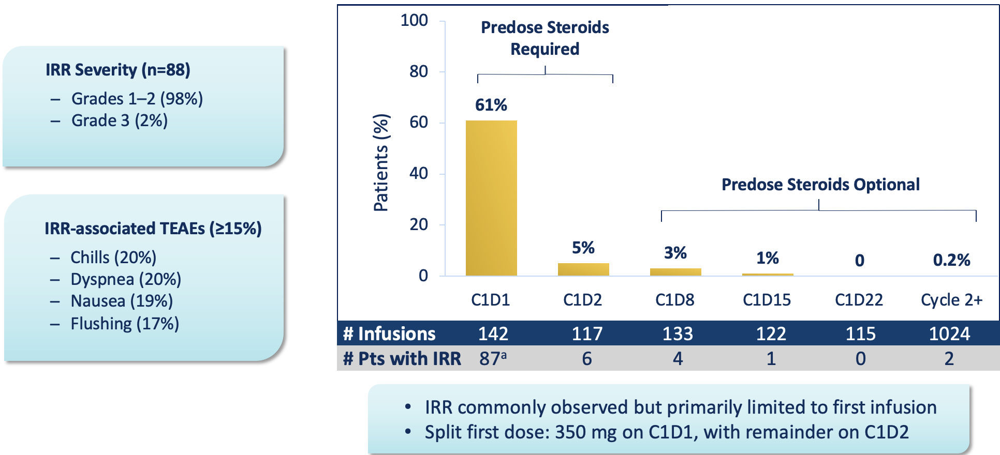 IRR Severity (n=88)
– Grades 1–2 (98%)
– Grade 3 (2%)
IRR-associated TEAEs (≥15%)
– Chills (20%)
– Dyspnea (20%)
– Nausea (19%)
– Flushing (17%)
Patients (%)
100
80
60
40
20
0
Predose Steroids
Required
Predose Steroids Optional
61%
5%
3%
1%
0
0.2%
C1D1 C1D2 C1D8 C1D15 C1D22 Cycle 2+
# Infusions 142 117 133 122 115 1024
# Pts with IRR 87ᵃ 6 4 1 0 2
• IRR commonly observed but primarily limited to first infusion
• Split first dose: 350 mg on C1D1, with remainder on C1D2